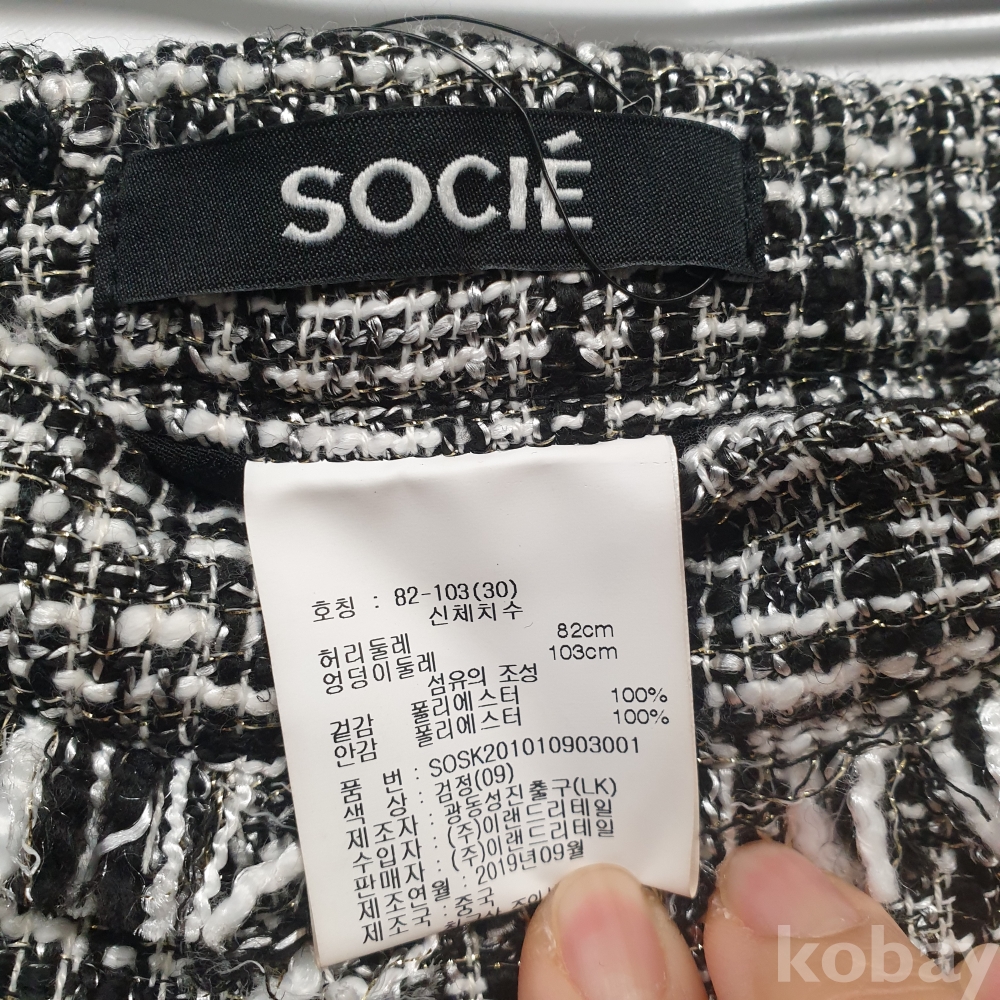 SOCIÉ
호칭 : 82-103(30)
신체치수
허리둘레 82cm
엉덩이둘레 103cm
섬유의 조성
겉감 폴리에스터 100%
안감 폴리에스터 100%
품 번 : SOSK201010903001
색 상 : 검정(09)
제조자 : 광동성진출구(LK)
수입자 : (주)이랜드리테일
판매자 : (주)이랜드리테일
제조연월 : 2019년09월
제조국 : 중국
kobay